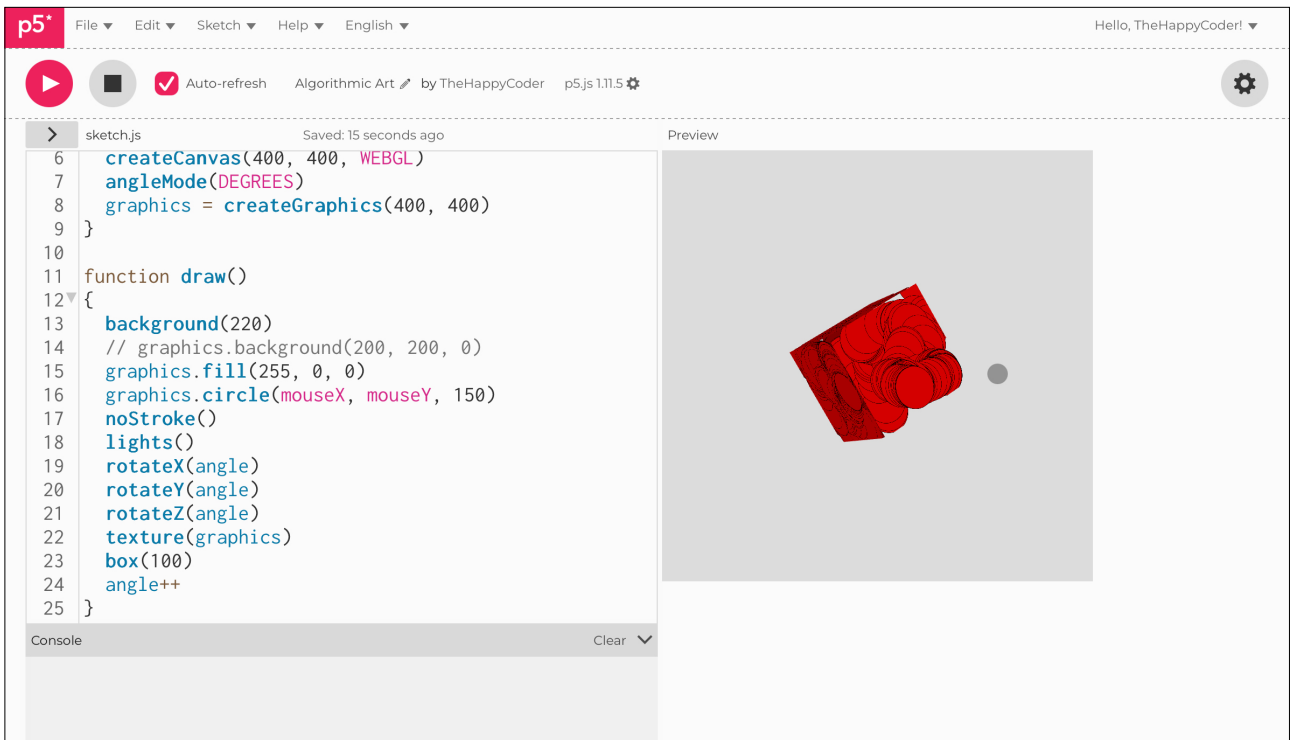 p5* File Edit Sketch Help English Hello, TheHappyCoder!
Auto-refresh Algorithmic Art by TheHappyCoder p5.js 1.11.5
sketch.js Saved: 15 seconds ago Preview
6 createCanvas(400, 400, WEBGL)
7 angleMode(DEGREES)
8 graphics = createGraphics(400, 400)
9 }
10
11 function draw()
12 {
13 background(220)
14 // graphics.background(200, 200, 0)
15 graphics.fill(255, 0, 0)
16 graphics.circle(mouseX, mouseY, 150)
17 noStroke()
18 lights()
19 rotateX(angle)
20 rotateY(angle)
21 rotateZ(angle)
22 texture(graphics)
23 box(100)
24 angle++
25 }
Console Clear